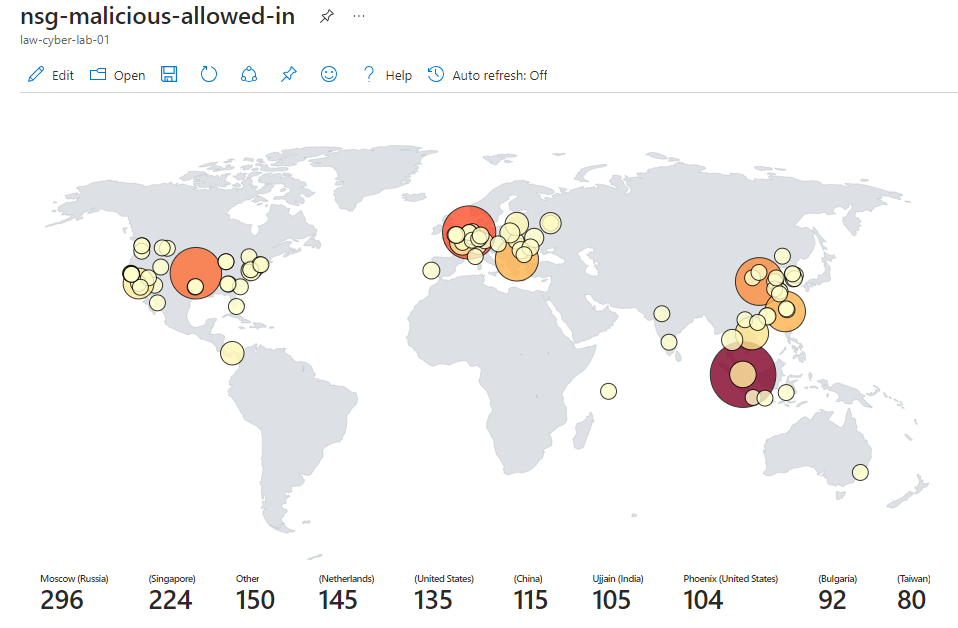 nsg-malicious-allowed-in
law-cyber-lab-01
Edit Open Help Auto refresh: Off
Moscow (Russia) (Singapore) Other (Netherlands) (United States) (China) Ujjain (India) Phoenix (United States) (Bulgaria) (Taiwan)
296 224 150 145 135 115 105 104 92 80